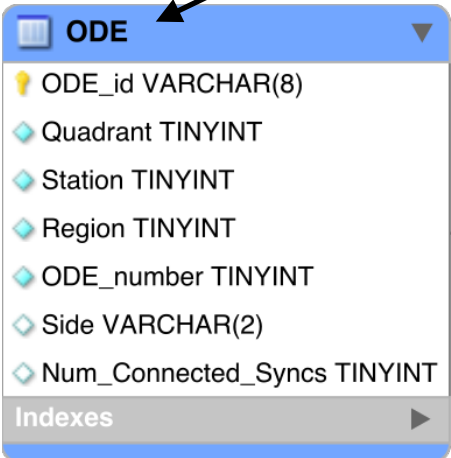 ODE
ODE_id VARCHAR(8)
Quadrant TINYINT
Station TINYINT
Region TINYINT
ODE_number TINYINT
Side VARCHAR(2)
Num_Connected_Syncs TINYINT
Indexes